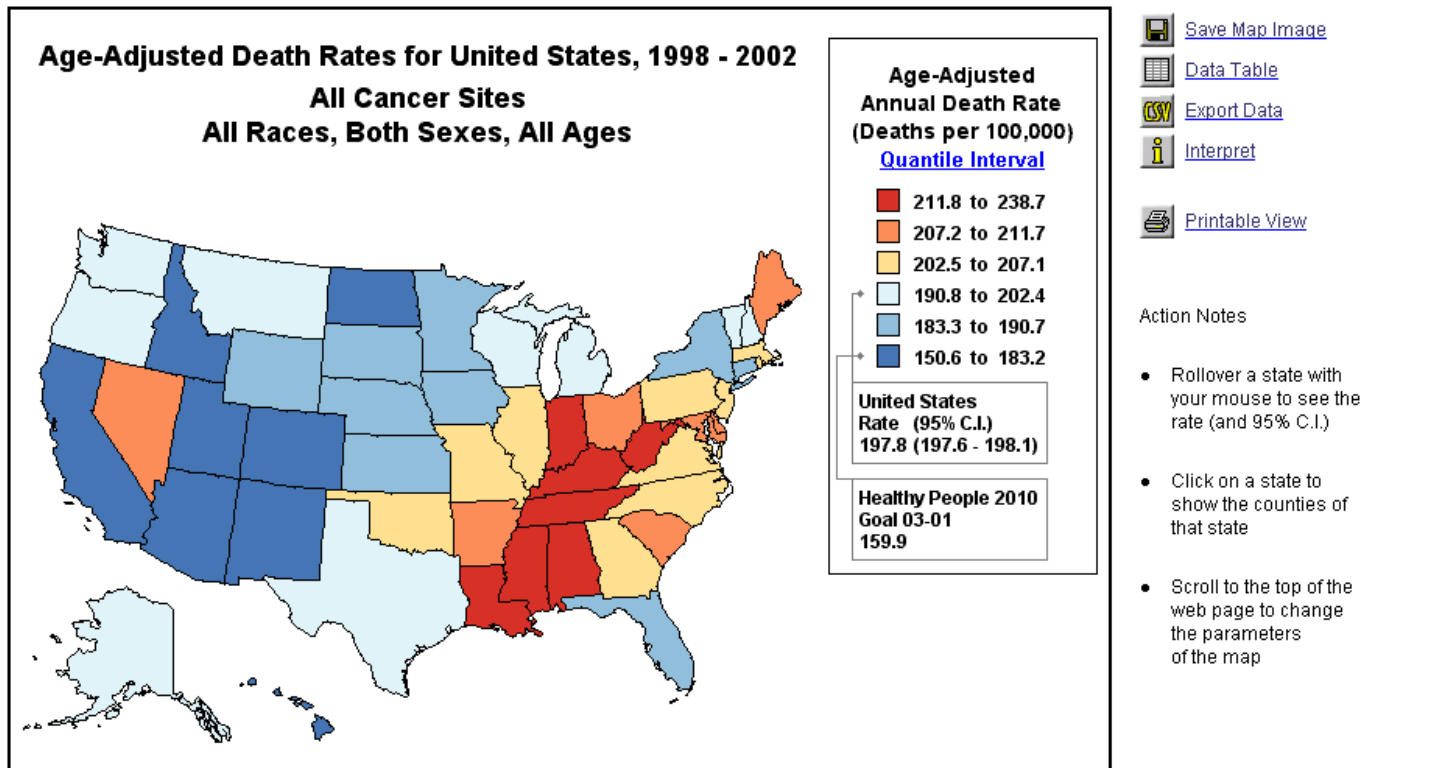 Age-Adjusted Death Rates for United States, 1998 - 2002
All Cancer Sites
All Races, Both Sexes, All Ages
Age-Adjusted
Annual Death Rate
(Deaths per 100,000)
Quantile Interval
211.8 to 238.7
207.2 to 211.7
202.5 to 207.1
190.8 to 202.4
183.3 to 190.7
150.6 to 183.2
United States
Rate (95% C.I.)
197.8 (197.6 - 198.1)
Healthy People 2010
Goal 03-01
159.9
Save Map Image
Data Table
CSV Export Data
i Interpret
Printable View
Action Notes
• Rollover a state with
your mouse to see the
rate (and 95% C.I.)
• Click on a state to
show the counties of
that state
• Scroll to the top of the
web page to change
the parameters
of the map